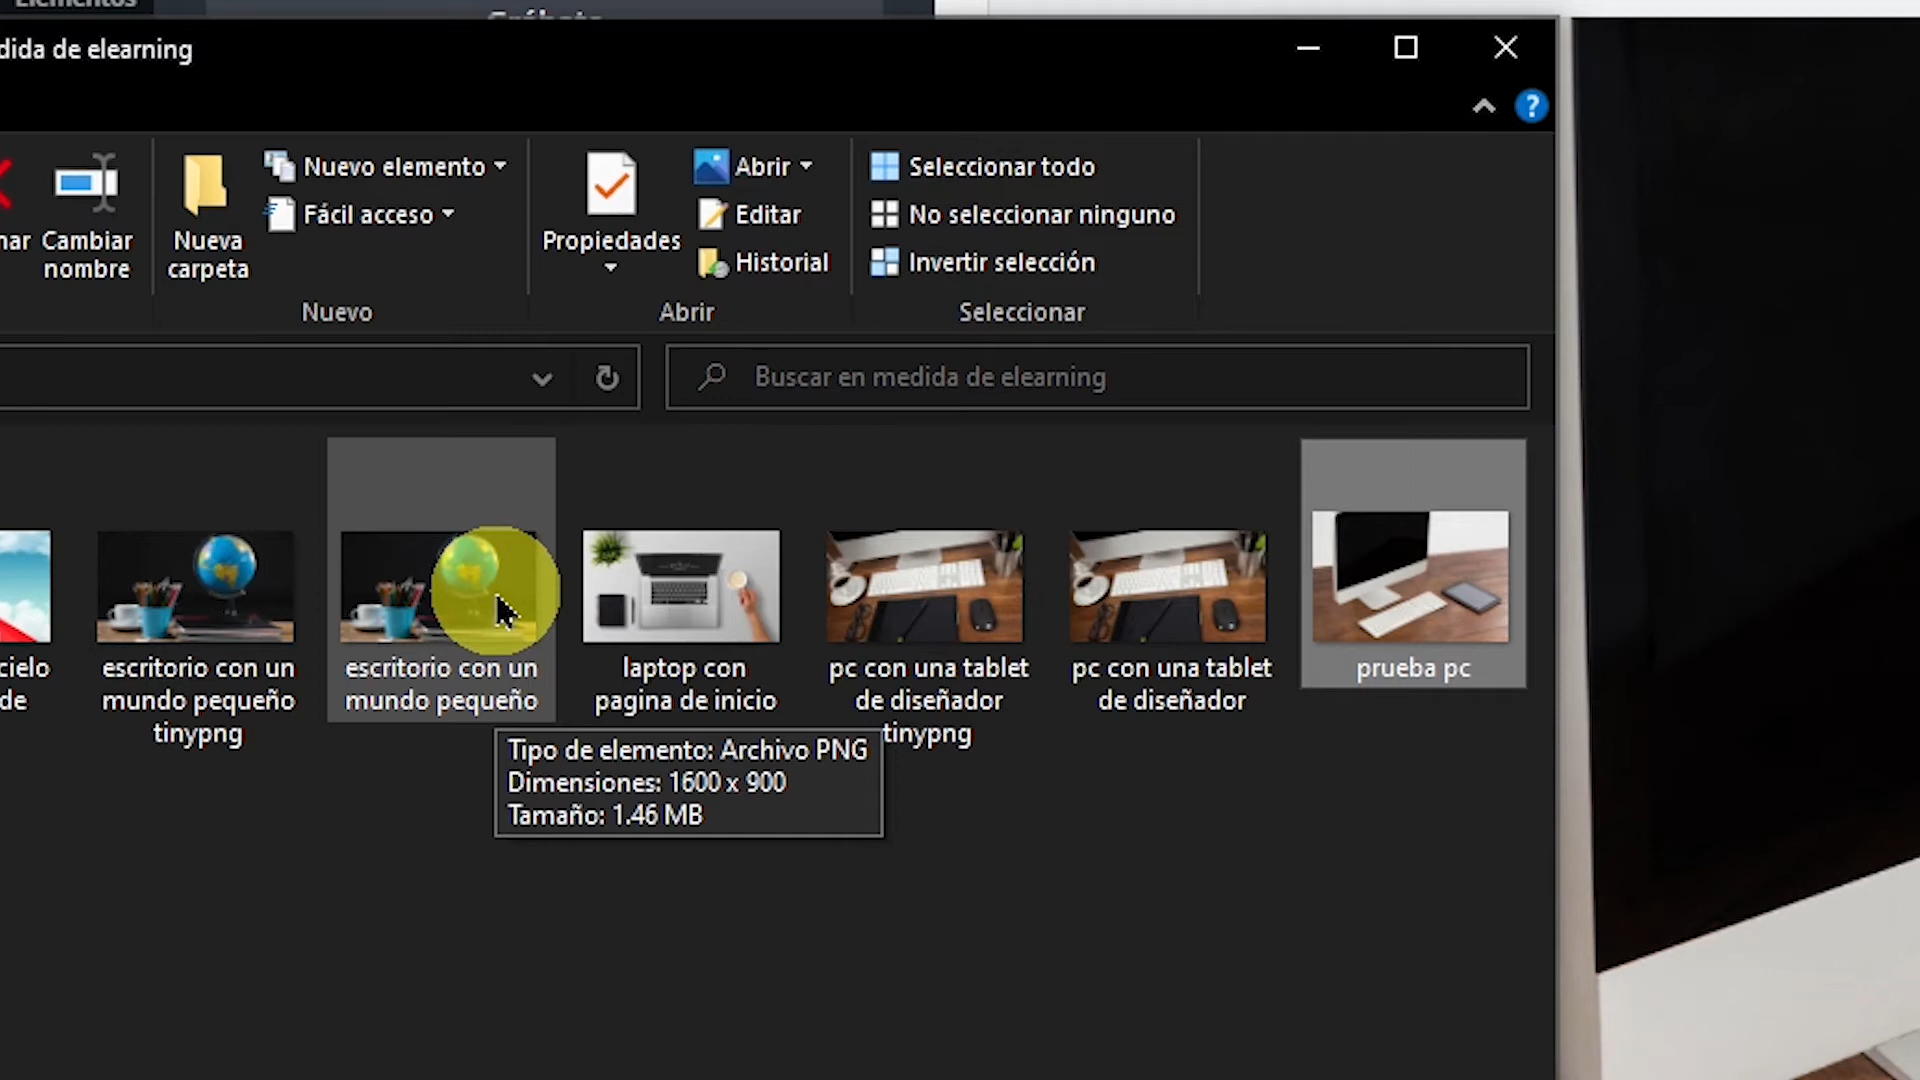 Elementos
dida de elearning
Nuevo elemento
Abrir
Seleccionar todo
Fácil acceso
Editar
No seleccionar ninguno
nar
Cambiar
nombre
Nueva
carpeta
Propiedades
Historial
Invertir selección
Nuevo
Abrir
Seleccionar
Buscar en medida de elearning
cielo
de
escritorio con un
mundo pequeño
tinypng
escritorio con un
mundo pequeño
laptop con
pagina de inicio
pc con una tablet
de diseñador
tinypng
pc con una tablet
de diseñador
prueba pc
Tipo de elemento: Archivo PNG
Dimensiones: 1600 x 900
Tamaño: 1.46 MB